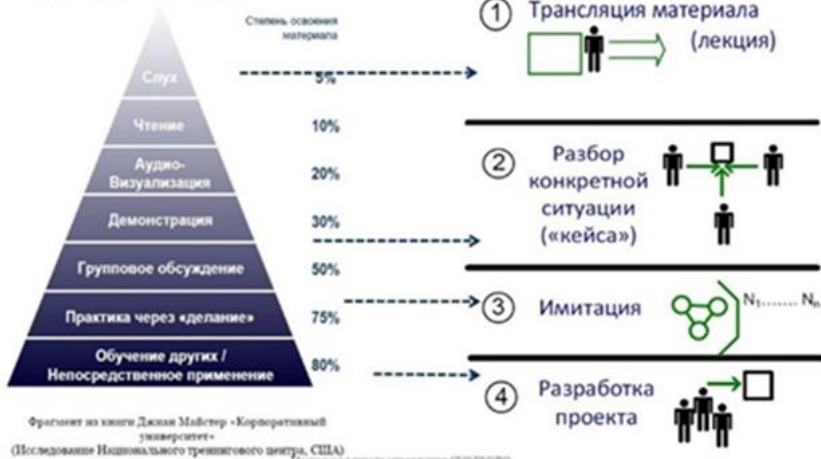 Степень освоения
материала
Слух
5%
Чтение
10%
Аудио-
Визуализация
20%
Демонстрация
30%
Групповое обсуждение
50%
Практика через «делание»
75%
Обучение других /
Непосредственное применение
80%
Фрагмент из книги Джини Майстер «Корпоративный
университет»
(Исследование Национального тренингового центра, США)
1 Трансляция материала
(лекция)
2 Разбор
конкретной
ситуации
(«кейса»)
3 Имитация
N1....... Nn
4 Разработка
проекта